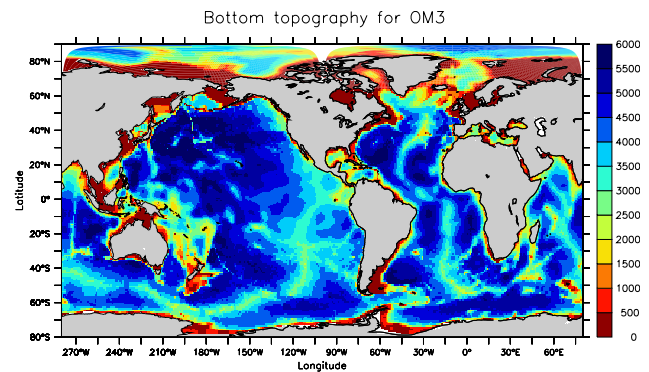 Bottom topography for OM3
80°N
60°N
40°N
20°N
0°
20°S
40°S
60°S
80°S
Latitude
270°W 240°W 210°W 180°W 150°W 120°W 90°W 60°W 30°W 0° 30°E 60°E
Longitude
6000
5500
5000
4500
4000
3500
3000
2500
2000
1500
1000
500
0